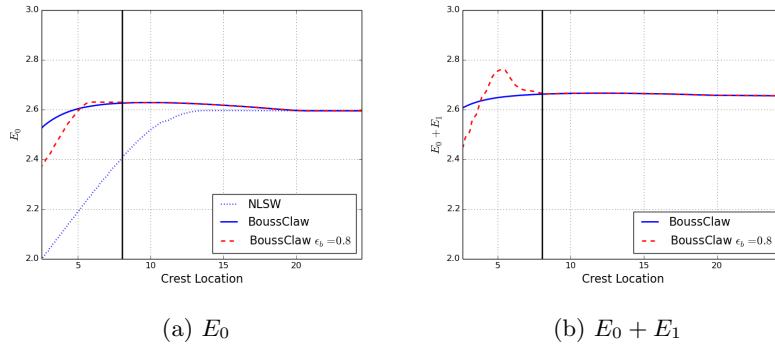 3.0
2.8
2.6
2.4
2.2
2.0
E₀
5
10
15
20
Crest Location
NLSW
BoussClaw
BoussClaw ϵ_b = 0.8
(a) E₀
3.0
2.8
2.6
2.4
2.2
2.0
E₀ + E₁
5
10
15
20
Crest Location
BoussClaw
BoussClaw ϵ_b = 0.8
(b) E₀ + E₁